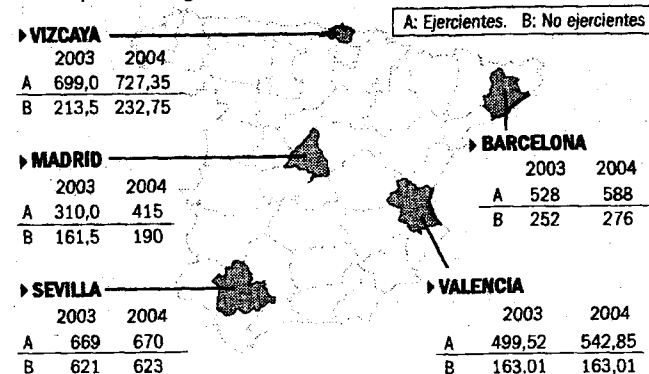 A: Ejercientes. B: No ejercientes
VIZCAYA
2003 2004
A 699,0 727,35
B 213,5 232,75
MADRID
2003 2004
A 310,0 415
B 161,5 190
SEVILLA
2003 2004
A 669 670
B 621 623
BARCELONA
2003 2004
A 528 588
B 252 276
VALENCIA
2003 2004
A 499,52 542,85
B 163,01 163,01